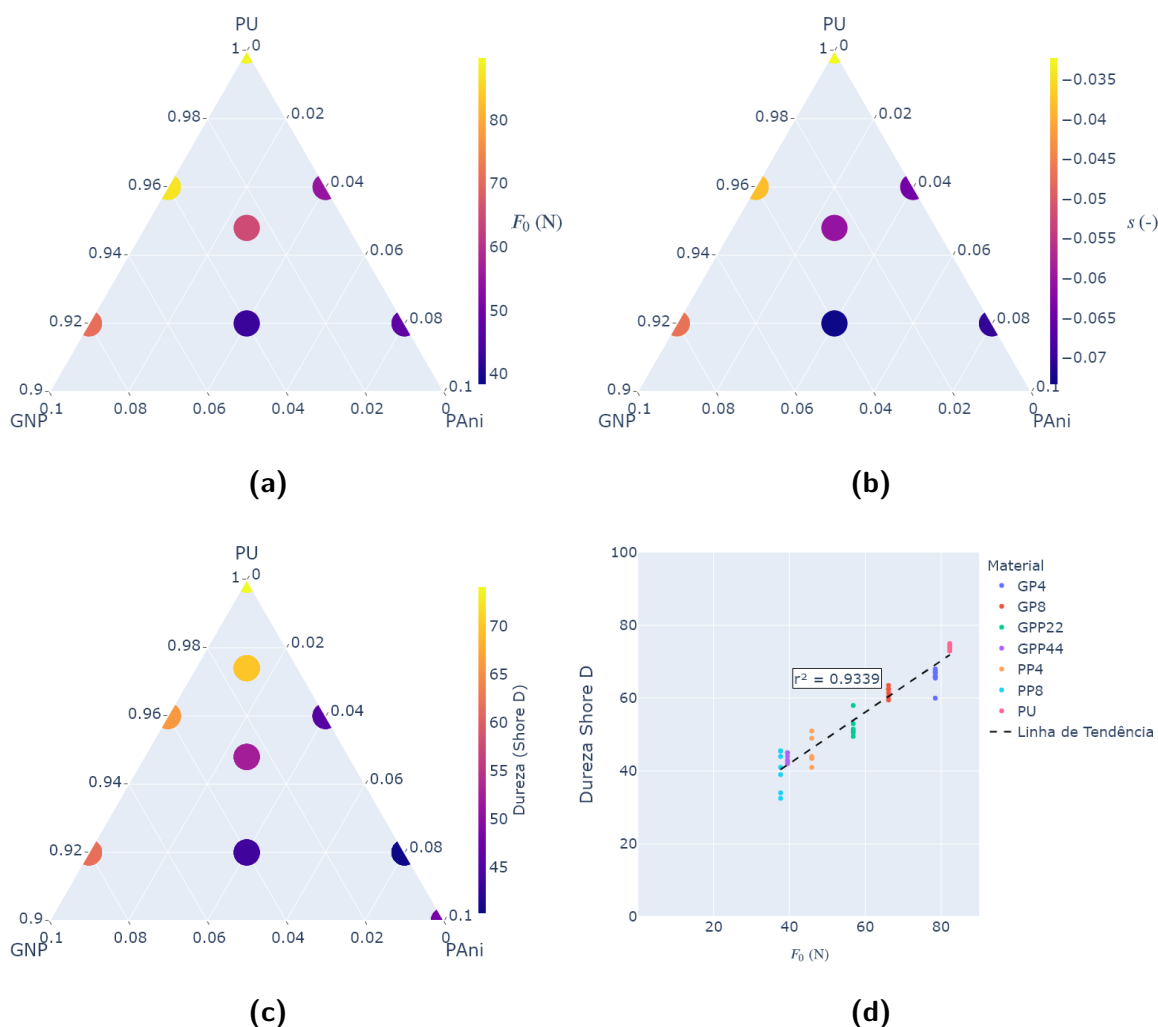 PU
1
0
0.98
0.02
0.96
0.04
0.94
0.06
0.92
0.08
0.9
0.1
0.1
0.08
0.06
0.04
0.02
0
GNP
PAni
80
70
60
50
40
F₀ (N)
(a)
PU
1
0
0.98
0.02
0.96
0.04
0.94
0.06
0.92
0.08
0.9
0.1
0.1
0.08
0.06
0.04
0.02
0
GNP
PAni
−0.035
−0.04
−0.045
−0.05
−0.055
−0.06
−0.065
−0.07
s (-)
(b)
PU
1
0
0.98
0.02
0.96
0.04
0.94
0.06
0.92
0.08
0.9
0.1
0.1
0.08
0.06
0.04
0.02
0
GNP
PAni
70
65
60
55
50
45
Dureza (Shore D)
(c)
100
80
60
40
20
0
Dureza Shore D
r² = 0.9339
20
40
60
80
F₀ (N)
Material
GP4
GP8
GPP22
GPP44
PP4
PP8
PU
Linha de Tendência
(d)